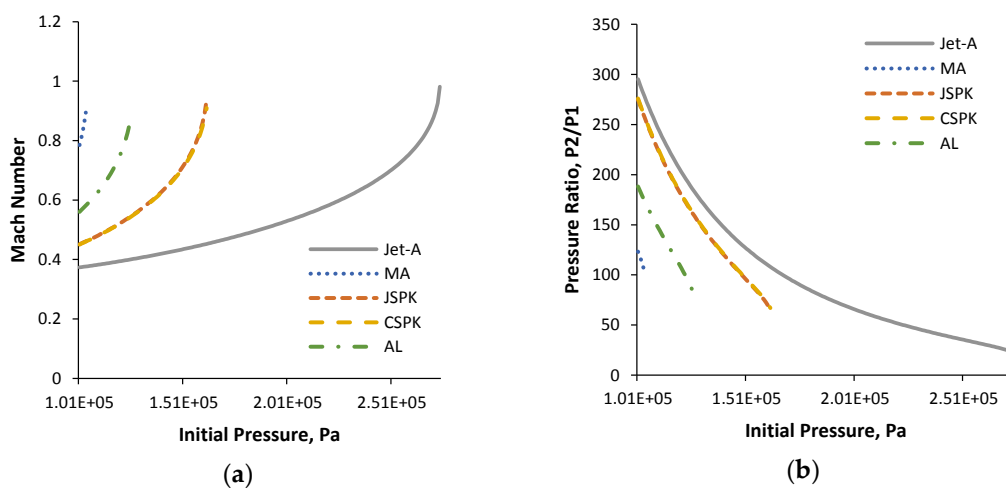 1.2
1
0.8
0.6
0.4
0.2
0
Mach Number
Jet-A
MA
JSPK
CSPK
AL
1.01E+05 1.51E+05 2.01E+05 2.51E+05
Initial Pressure, Pa
(a)
350
300
250
200
150
100
50
0
Pressure Ratio, P2/P1
Jet-A
MA
JSPK
CSPK
AL
1.01E+05 1.51E+05 2.01E+05 2.51E+05
Initial Pressure, Pa
(b)